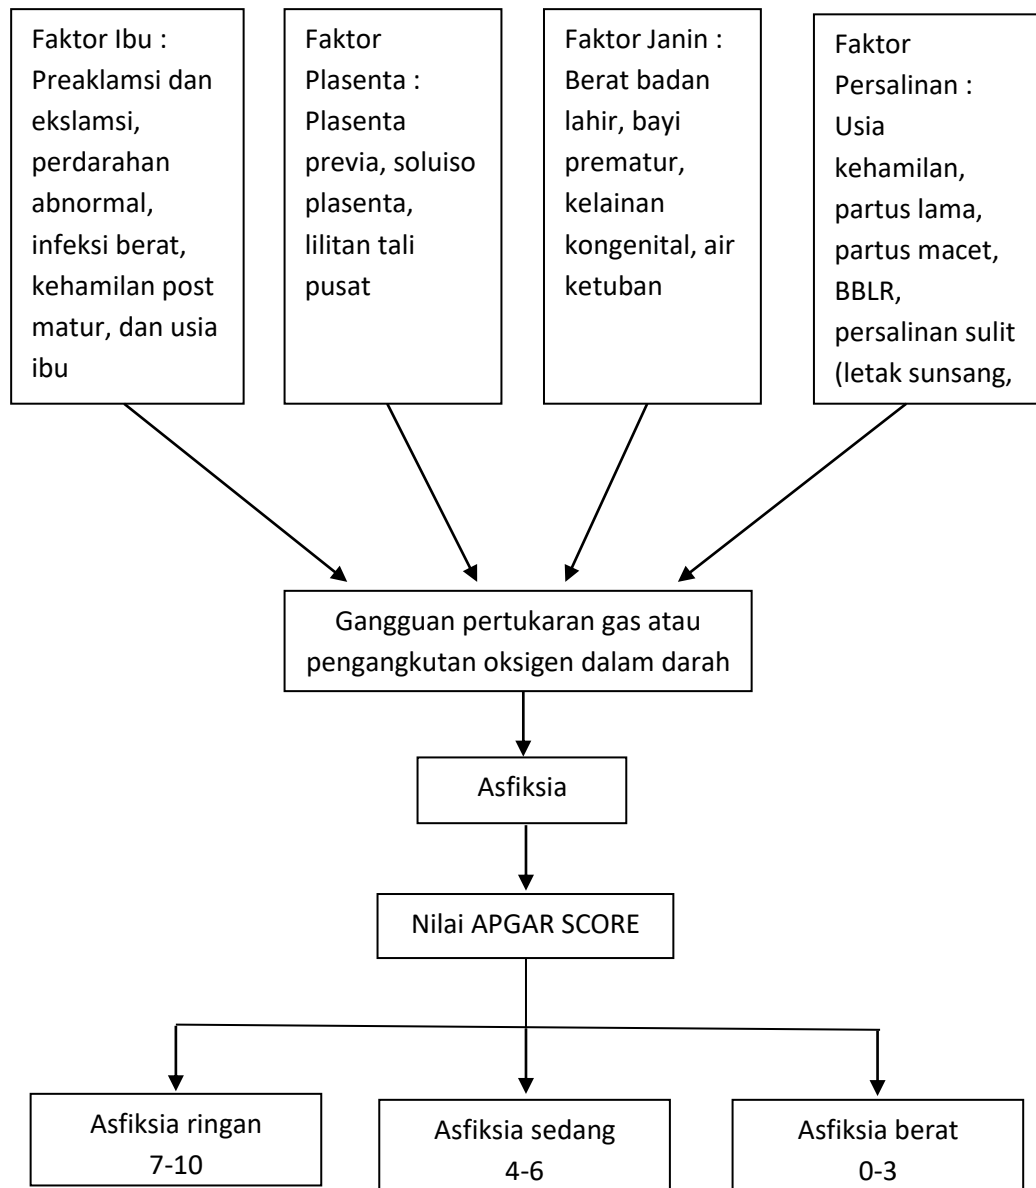 Faktor Ibu :
Preaklamsi dan
ekslamsi,
perdarahan
abnormal,
infeksi berat,
kehamilan post
matur, dan usia
ibu
Faktor
Plasenta :
Plasenta
previa, soluiso
plasenta,
lilitan tali
pusat
Faktor Janin :
Berat badan
lahir, bayi
prematur,
kelainan
kongenital, air
ketuban
Faktor
Persalinan :
Usia
kehamilan,
partus lama,
partus macet,
BBLR,
persalinan sulit
(letak sunsang,
Gangguan pertukaran gas atau
pengangkutan oksigen dalam darah
Asfiksia
Nilai APGAR SCORE
Asfiksia ringan
7-10
Asfiksia sedang
4-6
Asfiksia berat
0-3